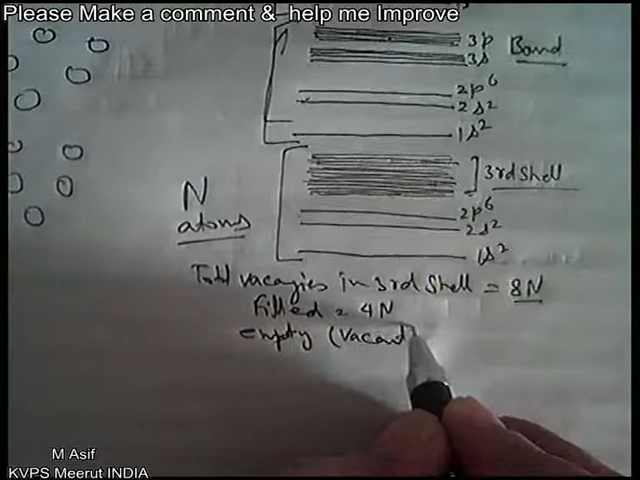 Please Make a comment & help me Improve
3p
Band
3s
2p6
2s2
1s2
3rd Shell
N
atoms
2p6
2s2
1s2
Total vacanies in 3rd Shell = 8N
filled = 4N
empty (Vacant
M Asif
KVPS Meerut INDIA